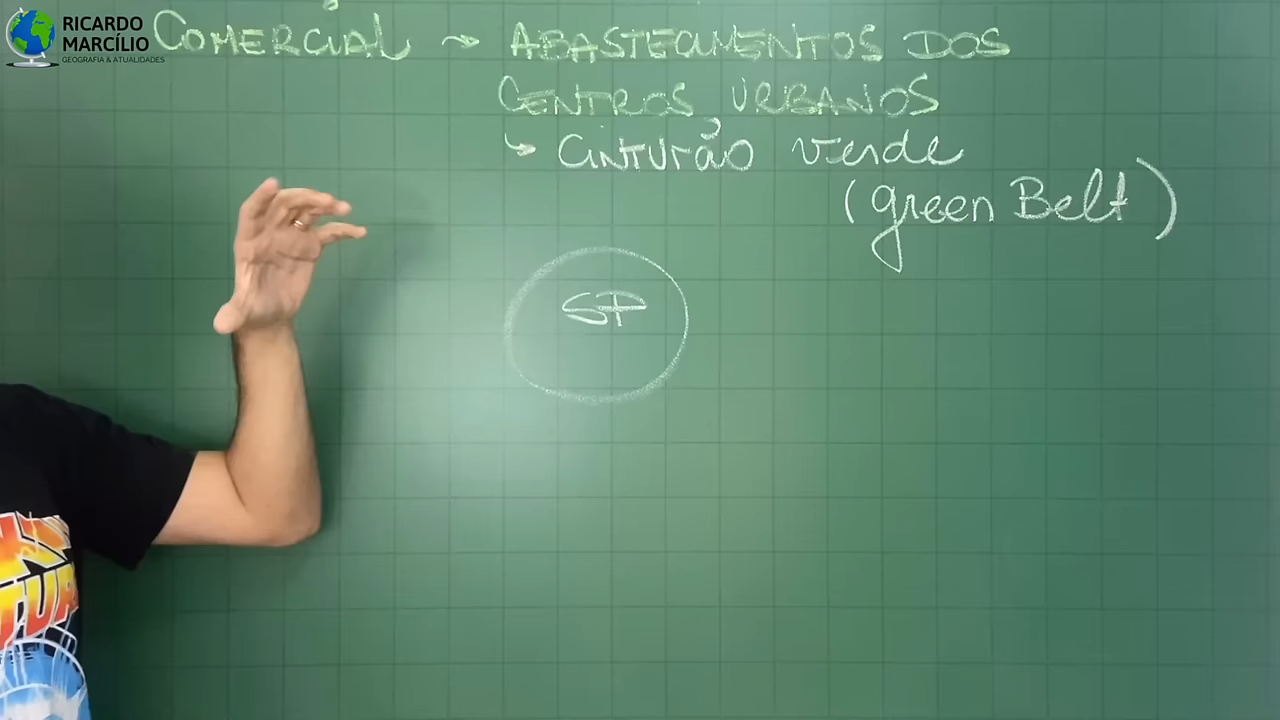 RICARDO
MARCÍLIO
GEOGRAFIA & ATUALIDADES
COMERCIAL → ABASTECIMENTOS DOS
CENTROS URBANOS
↳ CINTURÃO verde
(green Belt)
SP